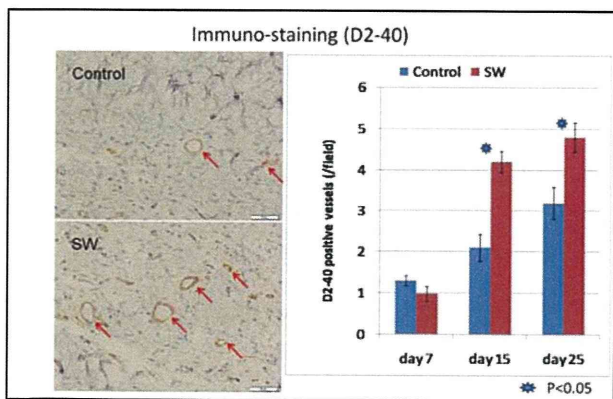 Immuno-staining (D2-40)
Control
SW
Control SW
D2-40 positive vessels (/field)
6
5
4
3
2
1
0
day 7 day 15 day 25
P<0.05